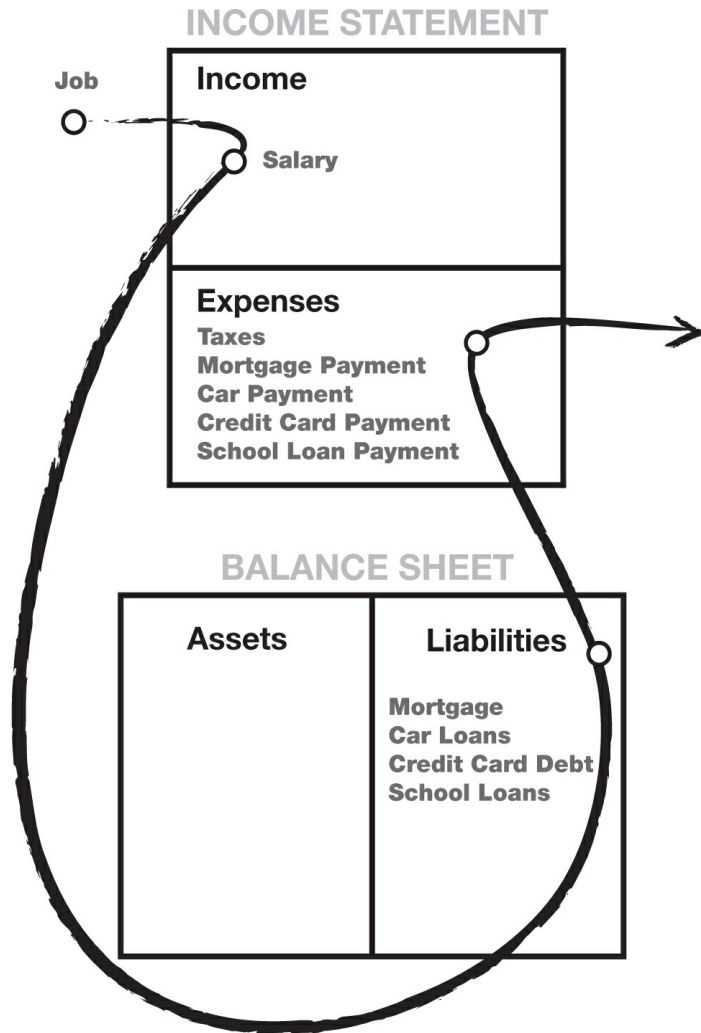 INCOME STATEMENT
Job
Income
Salary
Expenses
Taxes
Mortgage Payment
Car Payment
Credit Card Payment
School Loan Payment
BALANCE SHEET
Assets
Liabilities
Mortgage
Car Loans
Credit Card Debt
School Loans